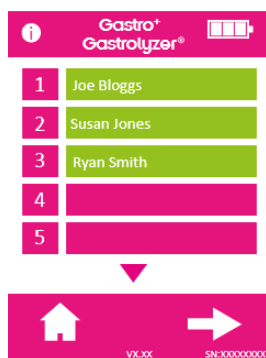 i
Gastro+
Gastrolyzer®
1 Joe Bloggs
2 Susan Jones
3 Ryan Smith
4
5
VX.XX SN:XXXXXXXX